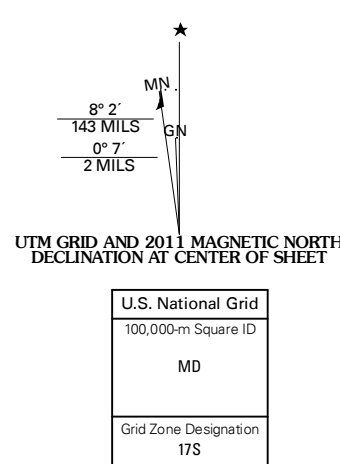 ★
MN
8° 2´
143 MILS
GN
0° 7´
2 MILS
UTM GRID AND 2011 MAGNETIC NORTH
DECLINATION AT CENTER OF SHEET
U.S. National Grid
100,000-m Square ID
MD
Grid Zone Designation
17S